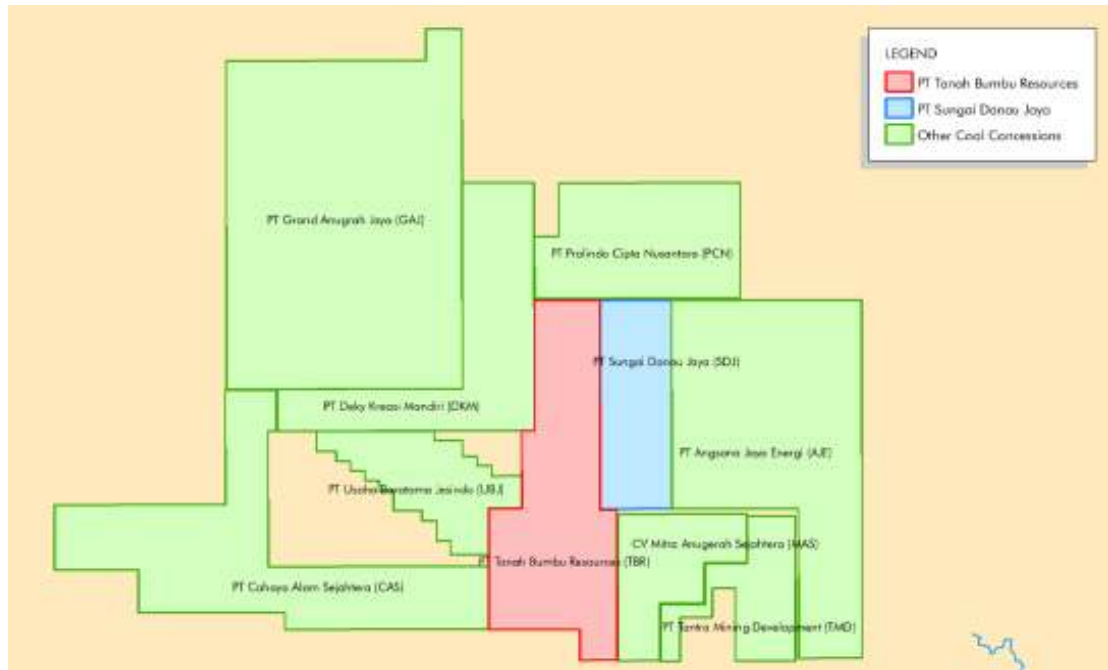 LEGEND
PT Tanah Bumbu Resources
PT Sungai Danau Jaya
Other Coal Concessions
PT Grand Anugrah Jaya (GAJ)
PT Prolindo Cipta Nusantara (PCN)
PT Sungai Danau Jaya (SDJ)
PT Deky Kreasi Mandiri (DKM)
PT Angsana Jaya Energi (AJE)
PT Usaha Baratama Jesindo (UBJ)
CV Mitra Anugerah Sejahtera (MAS)
PT Tanah Bumbu Resources (TBR)
PT Cahaya Alam Sejahtera (CAS)
PT Tantra Mining Development (TMD)